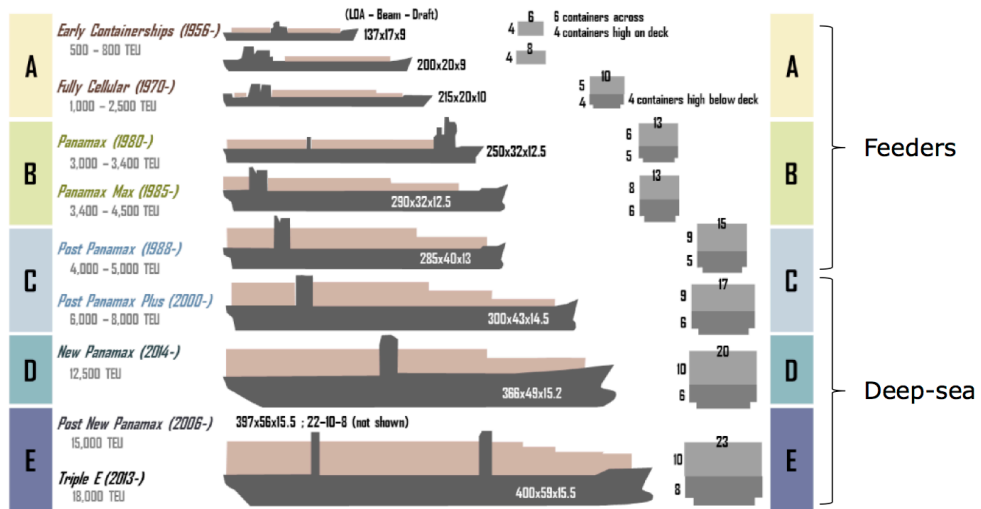 (LOA – Beam – Draft)
A
Early Containerships (1956-)
500 – 800 TEU
137x17x9
6
4
6 containers across
4 containers high on deck
A
200x20x9
8
4
Fully Cellular (1970-)
1,000 – 2,500 TEU
215x20x10
10
5
4
4 containers high below deck
B
Panamax (1980-)
3,000 – 3,400 TEU
250x32x12.5
13
6
5
B
Feeders
Panamax Max (1985-)
3,400 – 4,500 TEU
290x32x12.5
13
8
6
C
Post Panamax (1988-)
4,000 – 5,000 TEU
285x40x13
15
9
5
C
Post Panamax Plus (2000-)
6,000 – 8,000 TEU
300x43x14.5
17
9
6
D
New Panamax (2014-)
12,500 TEU
366x49x15.2
20
10
6
D
Deep-sea
E
Post New Panamax (2006-)
15,000 TEU
397x56x15.5 ; 22-10-8 (not shown)
Triple E (2013-)
18,000 TEU
400x59x15.5
23
10
8
E